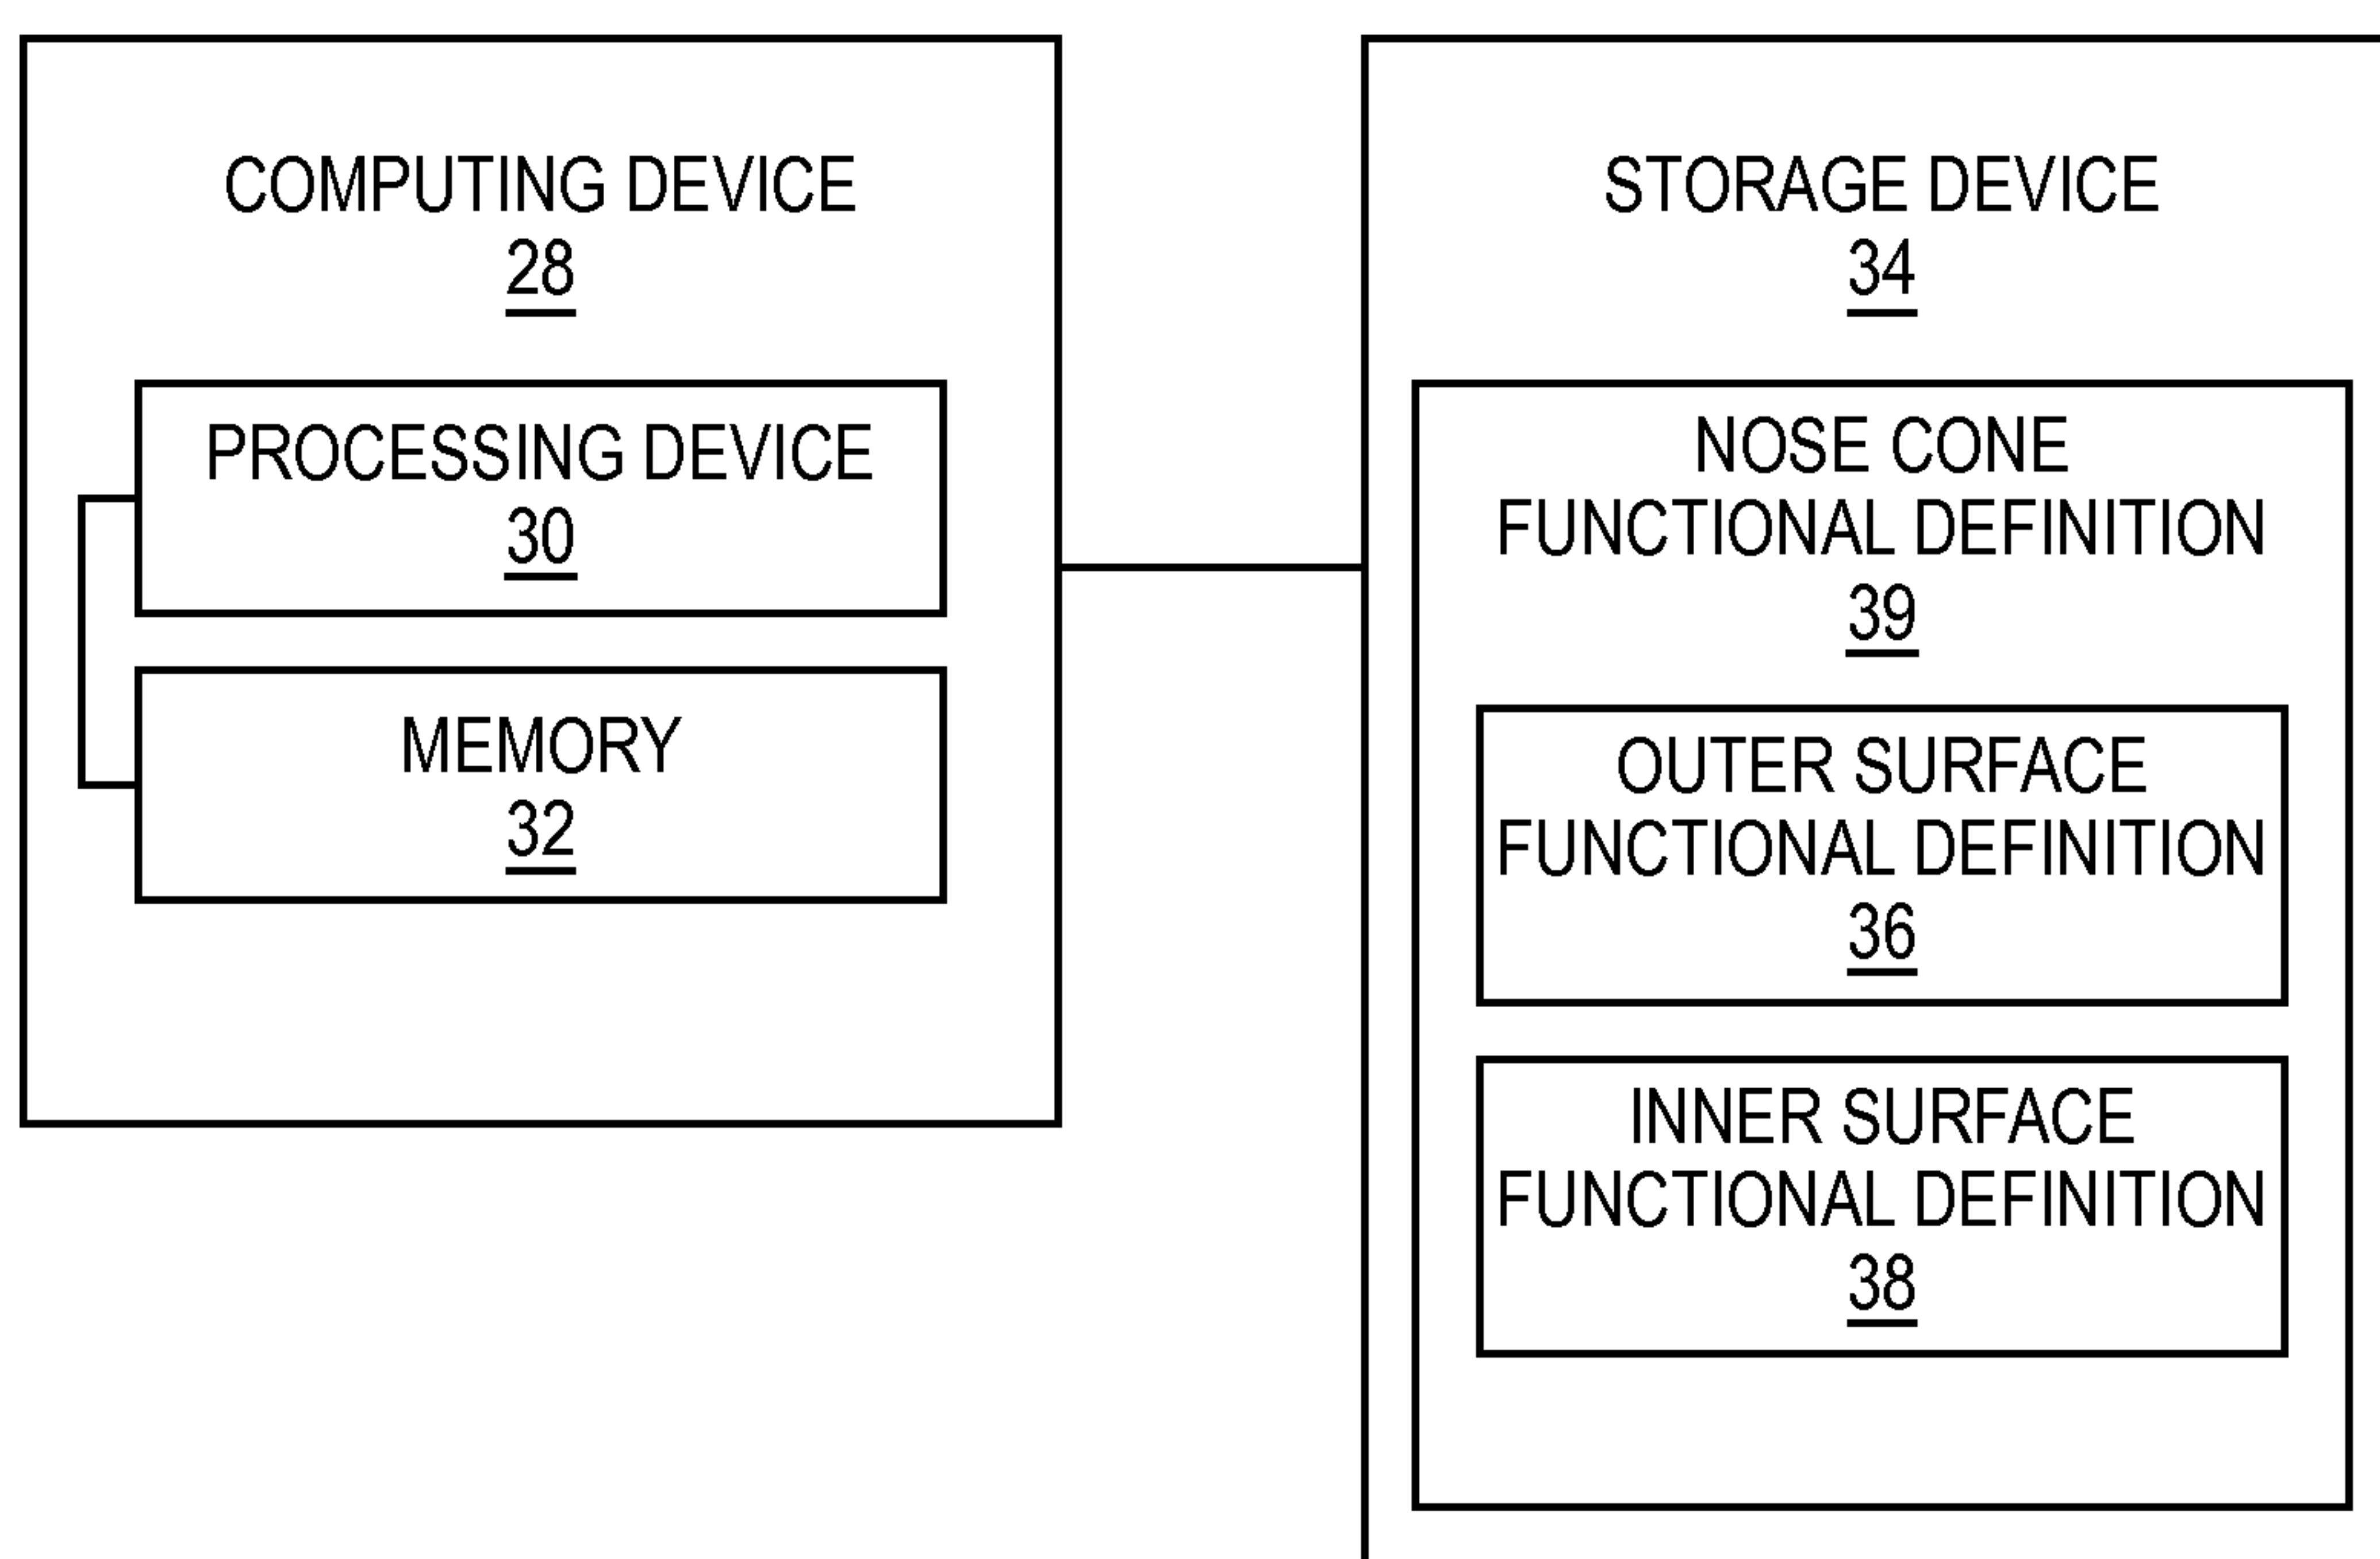 COMPUTING DEVICE
28
PROCESSING DEVICE
30
MEMORY
32
STORAGE DEVICE
34
NOSE CONE
FUNCTIONAL DEFINITION
39
OUTER SURFACE
FUNCTIONAL DEFINITION
36
INNER SURFACE
FUNCTIONAL DEFINITION
38